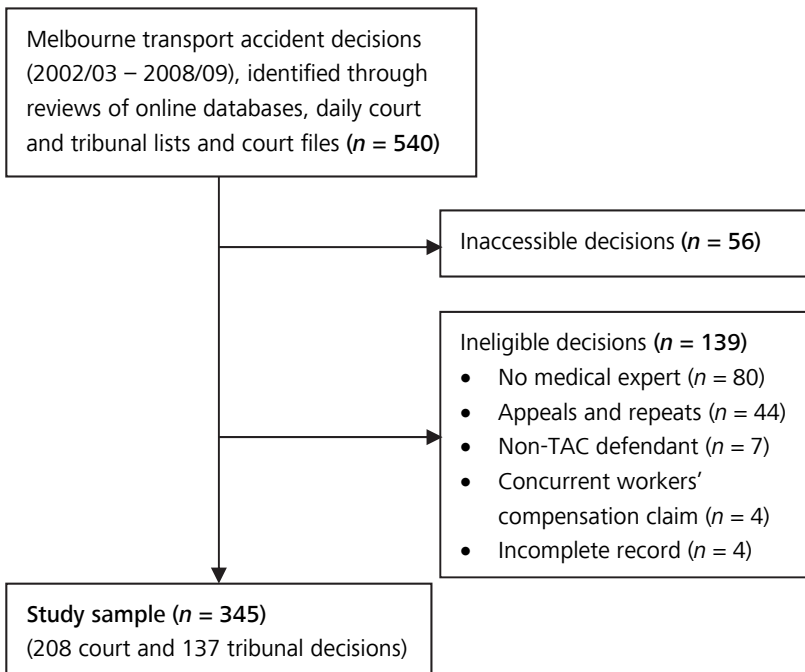 Melbourne transport accident decisions
(2002/03 – 2008/09), identified through
reviews of online databases, daily court
and tribunal lists and court files (n = 540)
Inaccessible decisions (n = 56)
Ineligible decisions (n = 139)
• No medical expert (n = 80)
• Appeals and repeats (n = 44)
• Non-TAC defendant (n = 7)
• Concurrent workers’
compensation claim (n = 4)
• Incomplete record (n = 4)
Study sample (n = 345)
(208 court and 137 tribunal decisions)